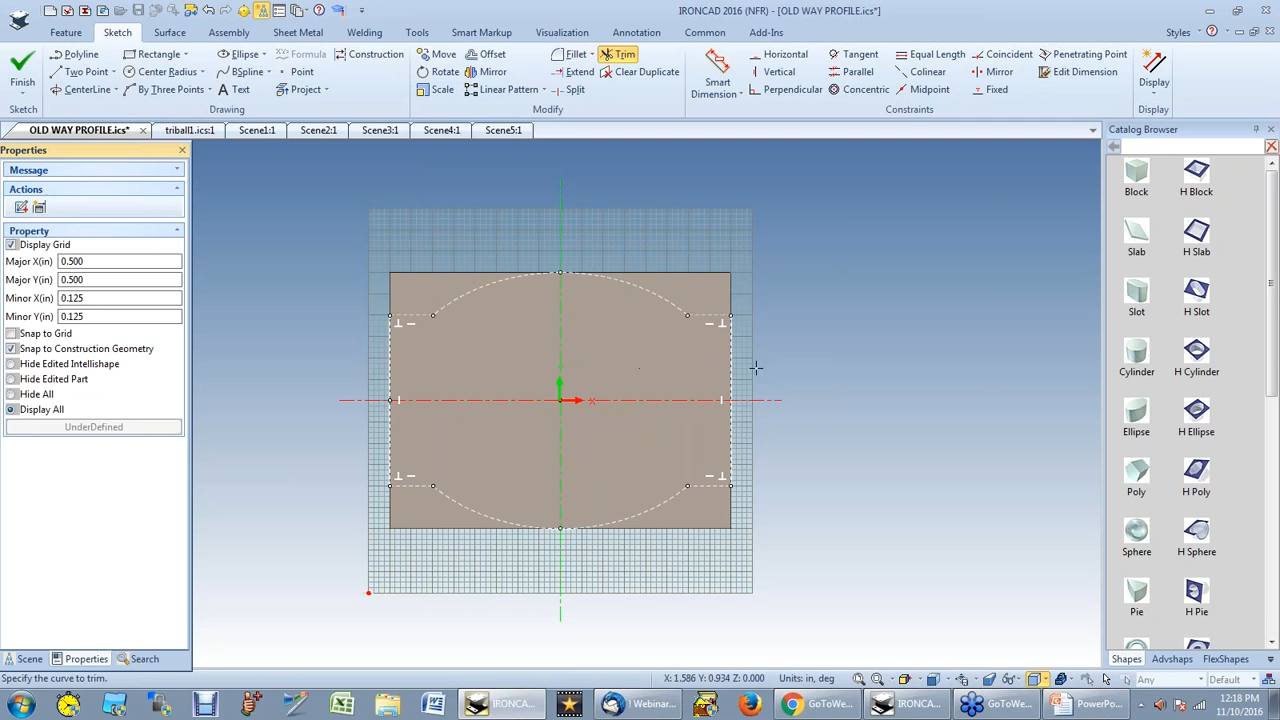 IRONCAD 2016 (NFR) - [OLD WAY PROFILE.ics*]
Feature Sketch Surface Assembly Sheet Metal Welding Tools Smart Markup Visualization Annotation Common Add-Ins Styles
Polyline Rectangle Ellipse Formula Construction Move Offset Fillet Trim Horizontal Tangent Equal Length Coincident Penetrating Point
Two Point Center Radius BSpline Point Rotate Mirror Extend Clear Duplicate Vertical Parallel Colinear Mirror Edit Dimension
Finish Smart Dimension Display
CenterLine By Three Points Text Project Scale Linear Pattern Split Perpendicular Concentric Midpoint Fixed
Sketch Drawing Modify Constraints Display
OLD WAY PROFILE.ics* triball1.ics:1 Scene1:1 Scene2:1 Scene3:1 Scene4:1 Scene5:1 Catalog Browser
Properties
Message
Actions
Property
Display Grid
Major X(in) 0.500
Major Y(in) 0.500
Minor X(in) 0.125
Minor Y(in) 0.125
Snap to Grid
Snap to Construction Geometry
Hide Edited Intellishape
Hide Edited Part
Hide All
Display All
UnderDefined
X
Block H Block
Slab H Slab
Slot H Slot
Cylinder H Cylinder
Ellipse H Ellipse
Poly H Poly
Sphere H Sphere
Pie H Pie
Scene Properties Search Shapes Advshapes FlexShapes
Specify the curve to trim. X: 1.586 Y: 0.934 Z: 0.000 Units: in, deg Any Default
IRONCAD... ! Webinar... GoToWe... IRONCAD... GoToWe... PowerPo... 12:18 PM
11/10/2016